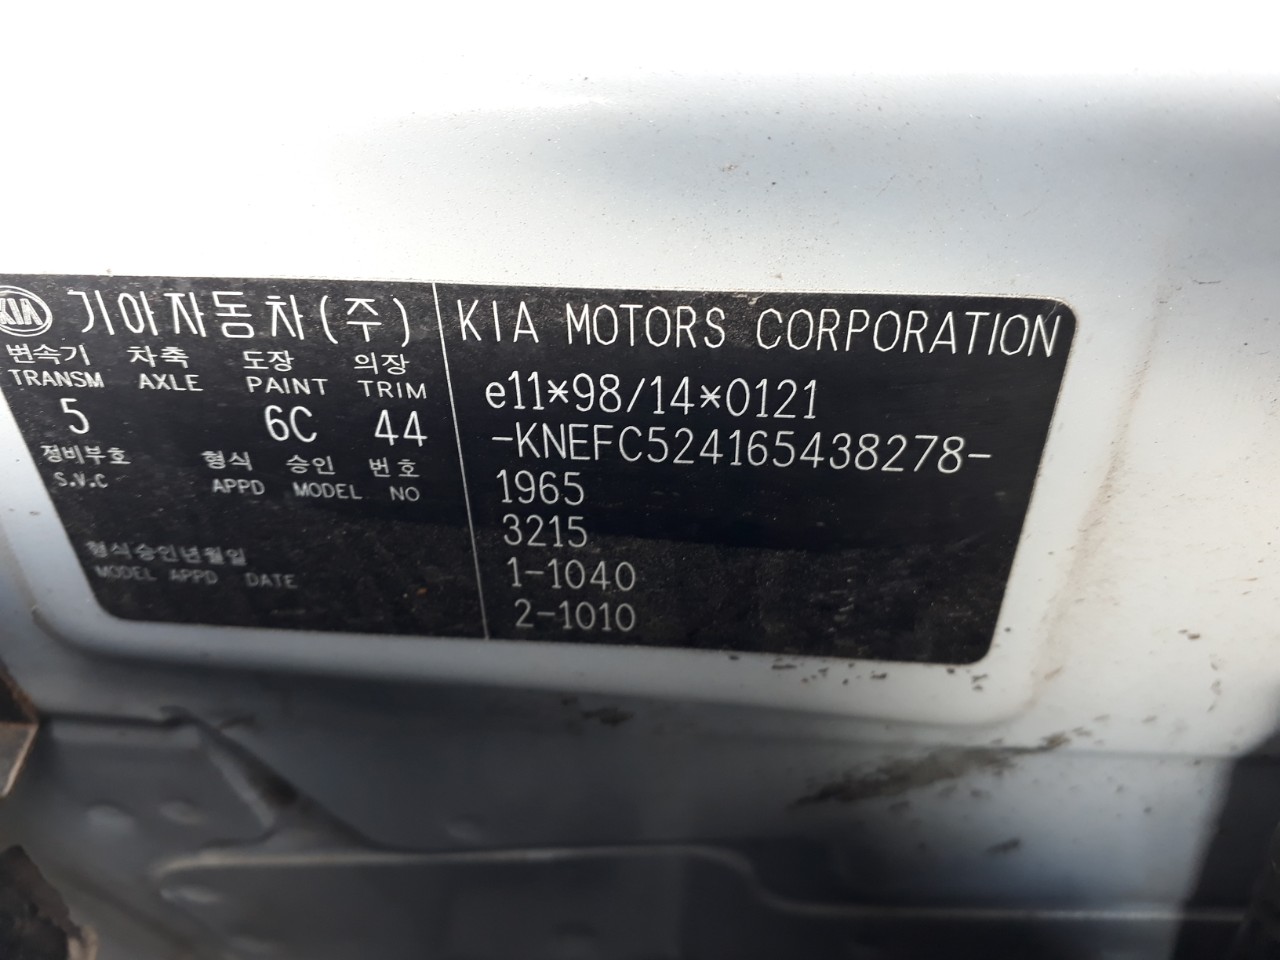 KIA 기아자동차(주)
변속기 차축 도장 의장
TRANSM AXLE PAINT TRIM
5 6C 44
정비부호 형식 승인 번호
S.V.C APPD MODEL NO
형식승인년월일
MODEL APPD DATE
KIA MOTORS CORPORATION
e11*98/14*0121
-KNEFC524165438278-
1965
3215
1-1040
2-1010